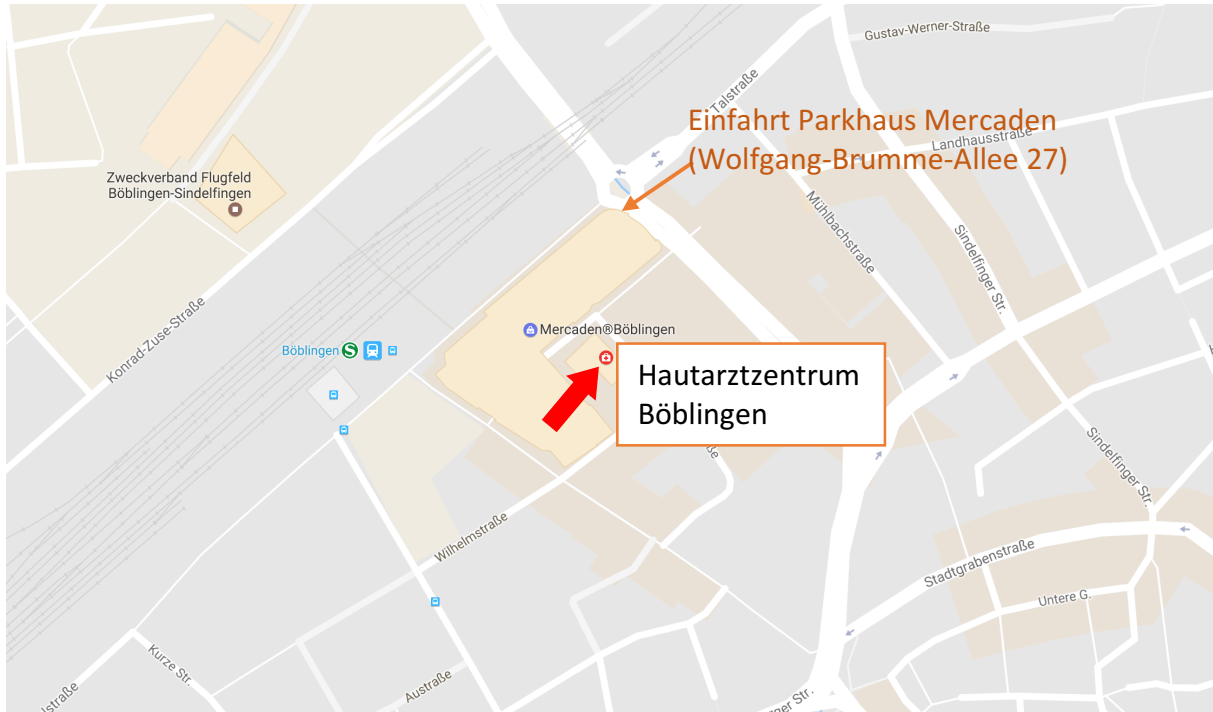 Gustav-Werner-Straße
Talstraße
Einfahrt Parkhaus Mercaden
(Wolfgang-Brumme-Allee 27)
Landhausstraße
Zweckverband Flugfeld
Böblingen-Sindelfingen
Mühlbachstraße
Sindelfinger Str.
Konrad-Zuse-Straße
Mercaden®Böblingen
Böblingen S
Hautarztzentrum
Böblingen
Sindelfinger Str.
Wilhelmstraße
Stadtgrabenstraße
Untere G.
Kurze Str.
Austraße